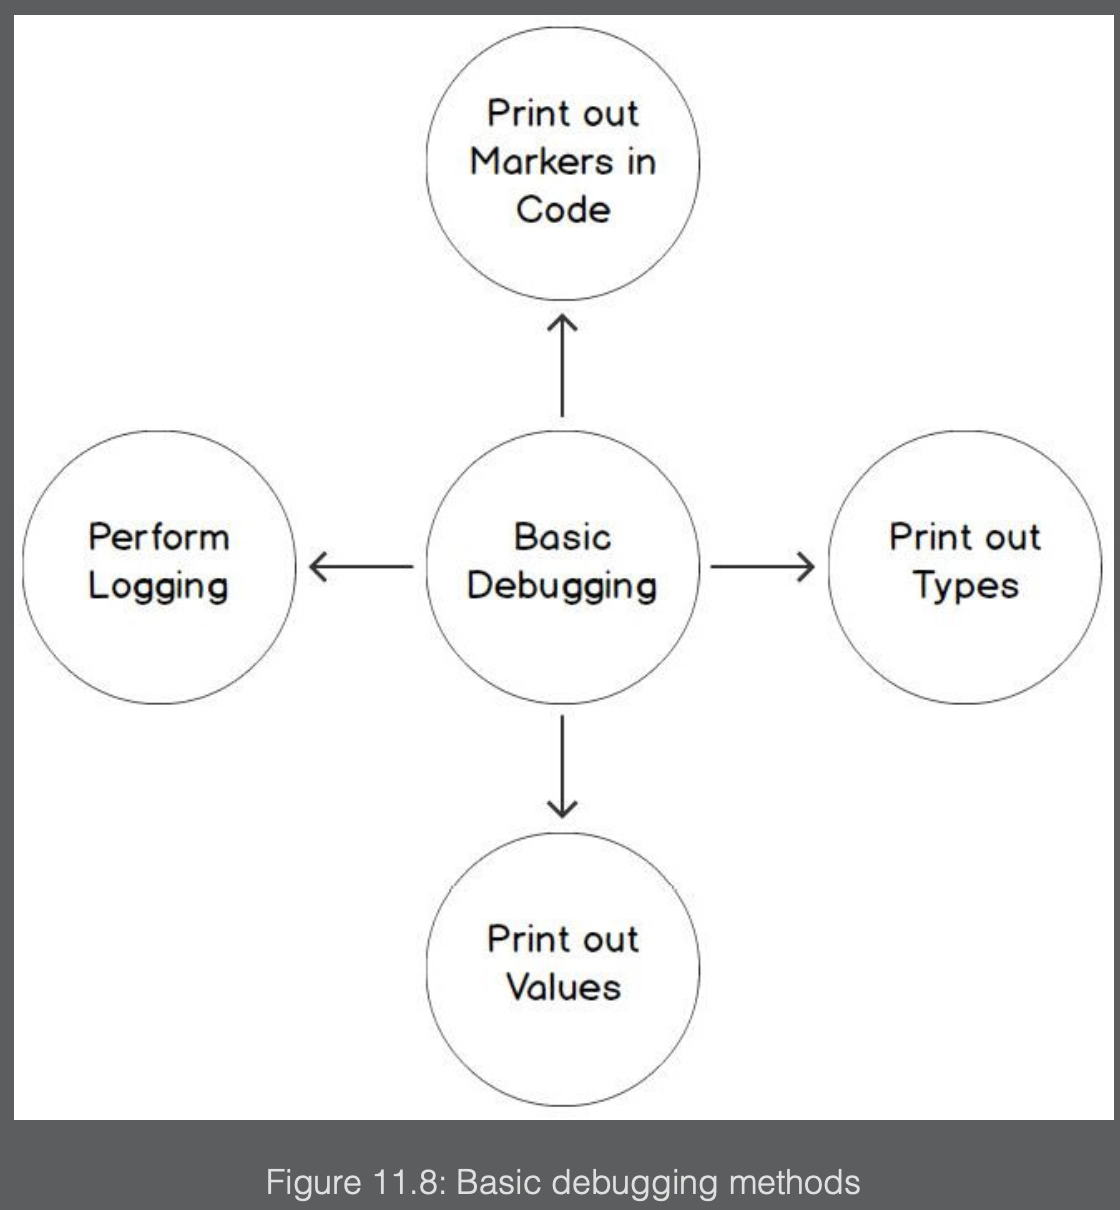 Print out
Markers in
Code
Perform
Logging
Basic
Debugging
Print out
Types
Print out
Values
Figure 11.8: Basic debugging methods